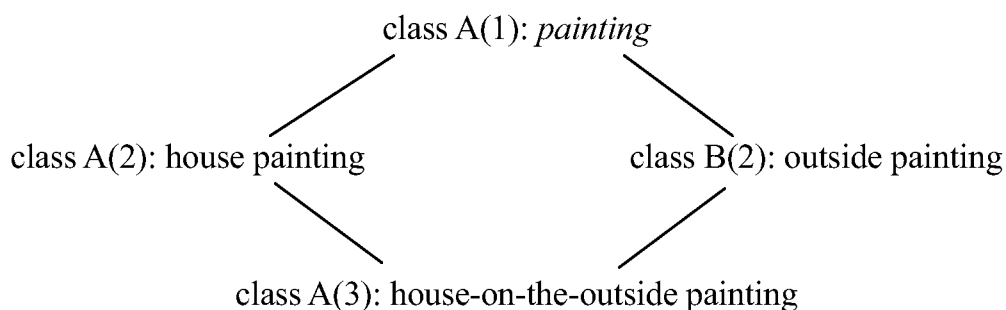 class A(1): painting
class A(2): house painting
class B(2): outside painting
class A(3): house-on-the-outside painting